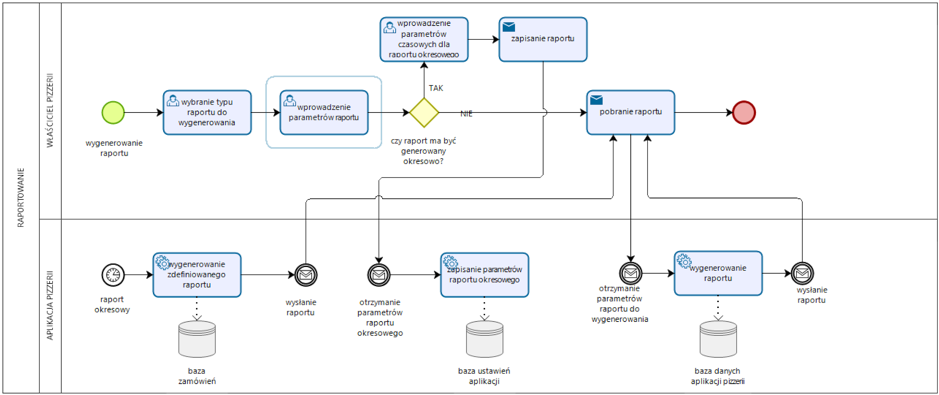 RAPORTOWANIE
WŁAŚCICIEL PIZZERII
wygenerowanie
raportu
wybranie typu
raportu do
wygenerowania
wprowadzenie
parametrów raportu
czy raport ma być
generowany
okresowo?
TAK
NIE
wprowadzenie
parametrów
czasowych dla
raportu okresowego
zapisanie raportu
pobranie raportu
APLIKACJA PIZZERII
raport
okresowy
wygenerowanie
zdefiniowanego
raportu
baza
zamówień
wysłanie
raportu
otrzymanie
parametrów
raportu
okresowego
zapisanie parametrów
raportu okresowego
baza ustawień
aplikacji
otrzymanie
parametrów
raportu do
wygenerowania
wygenerowanie
raportu
baza danych
aplikacji pizzerii
wysłanie
raportu